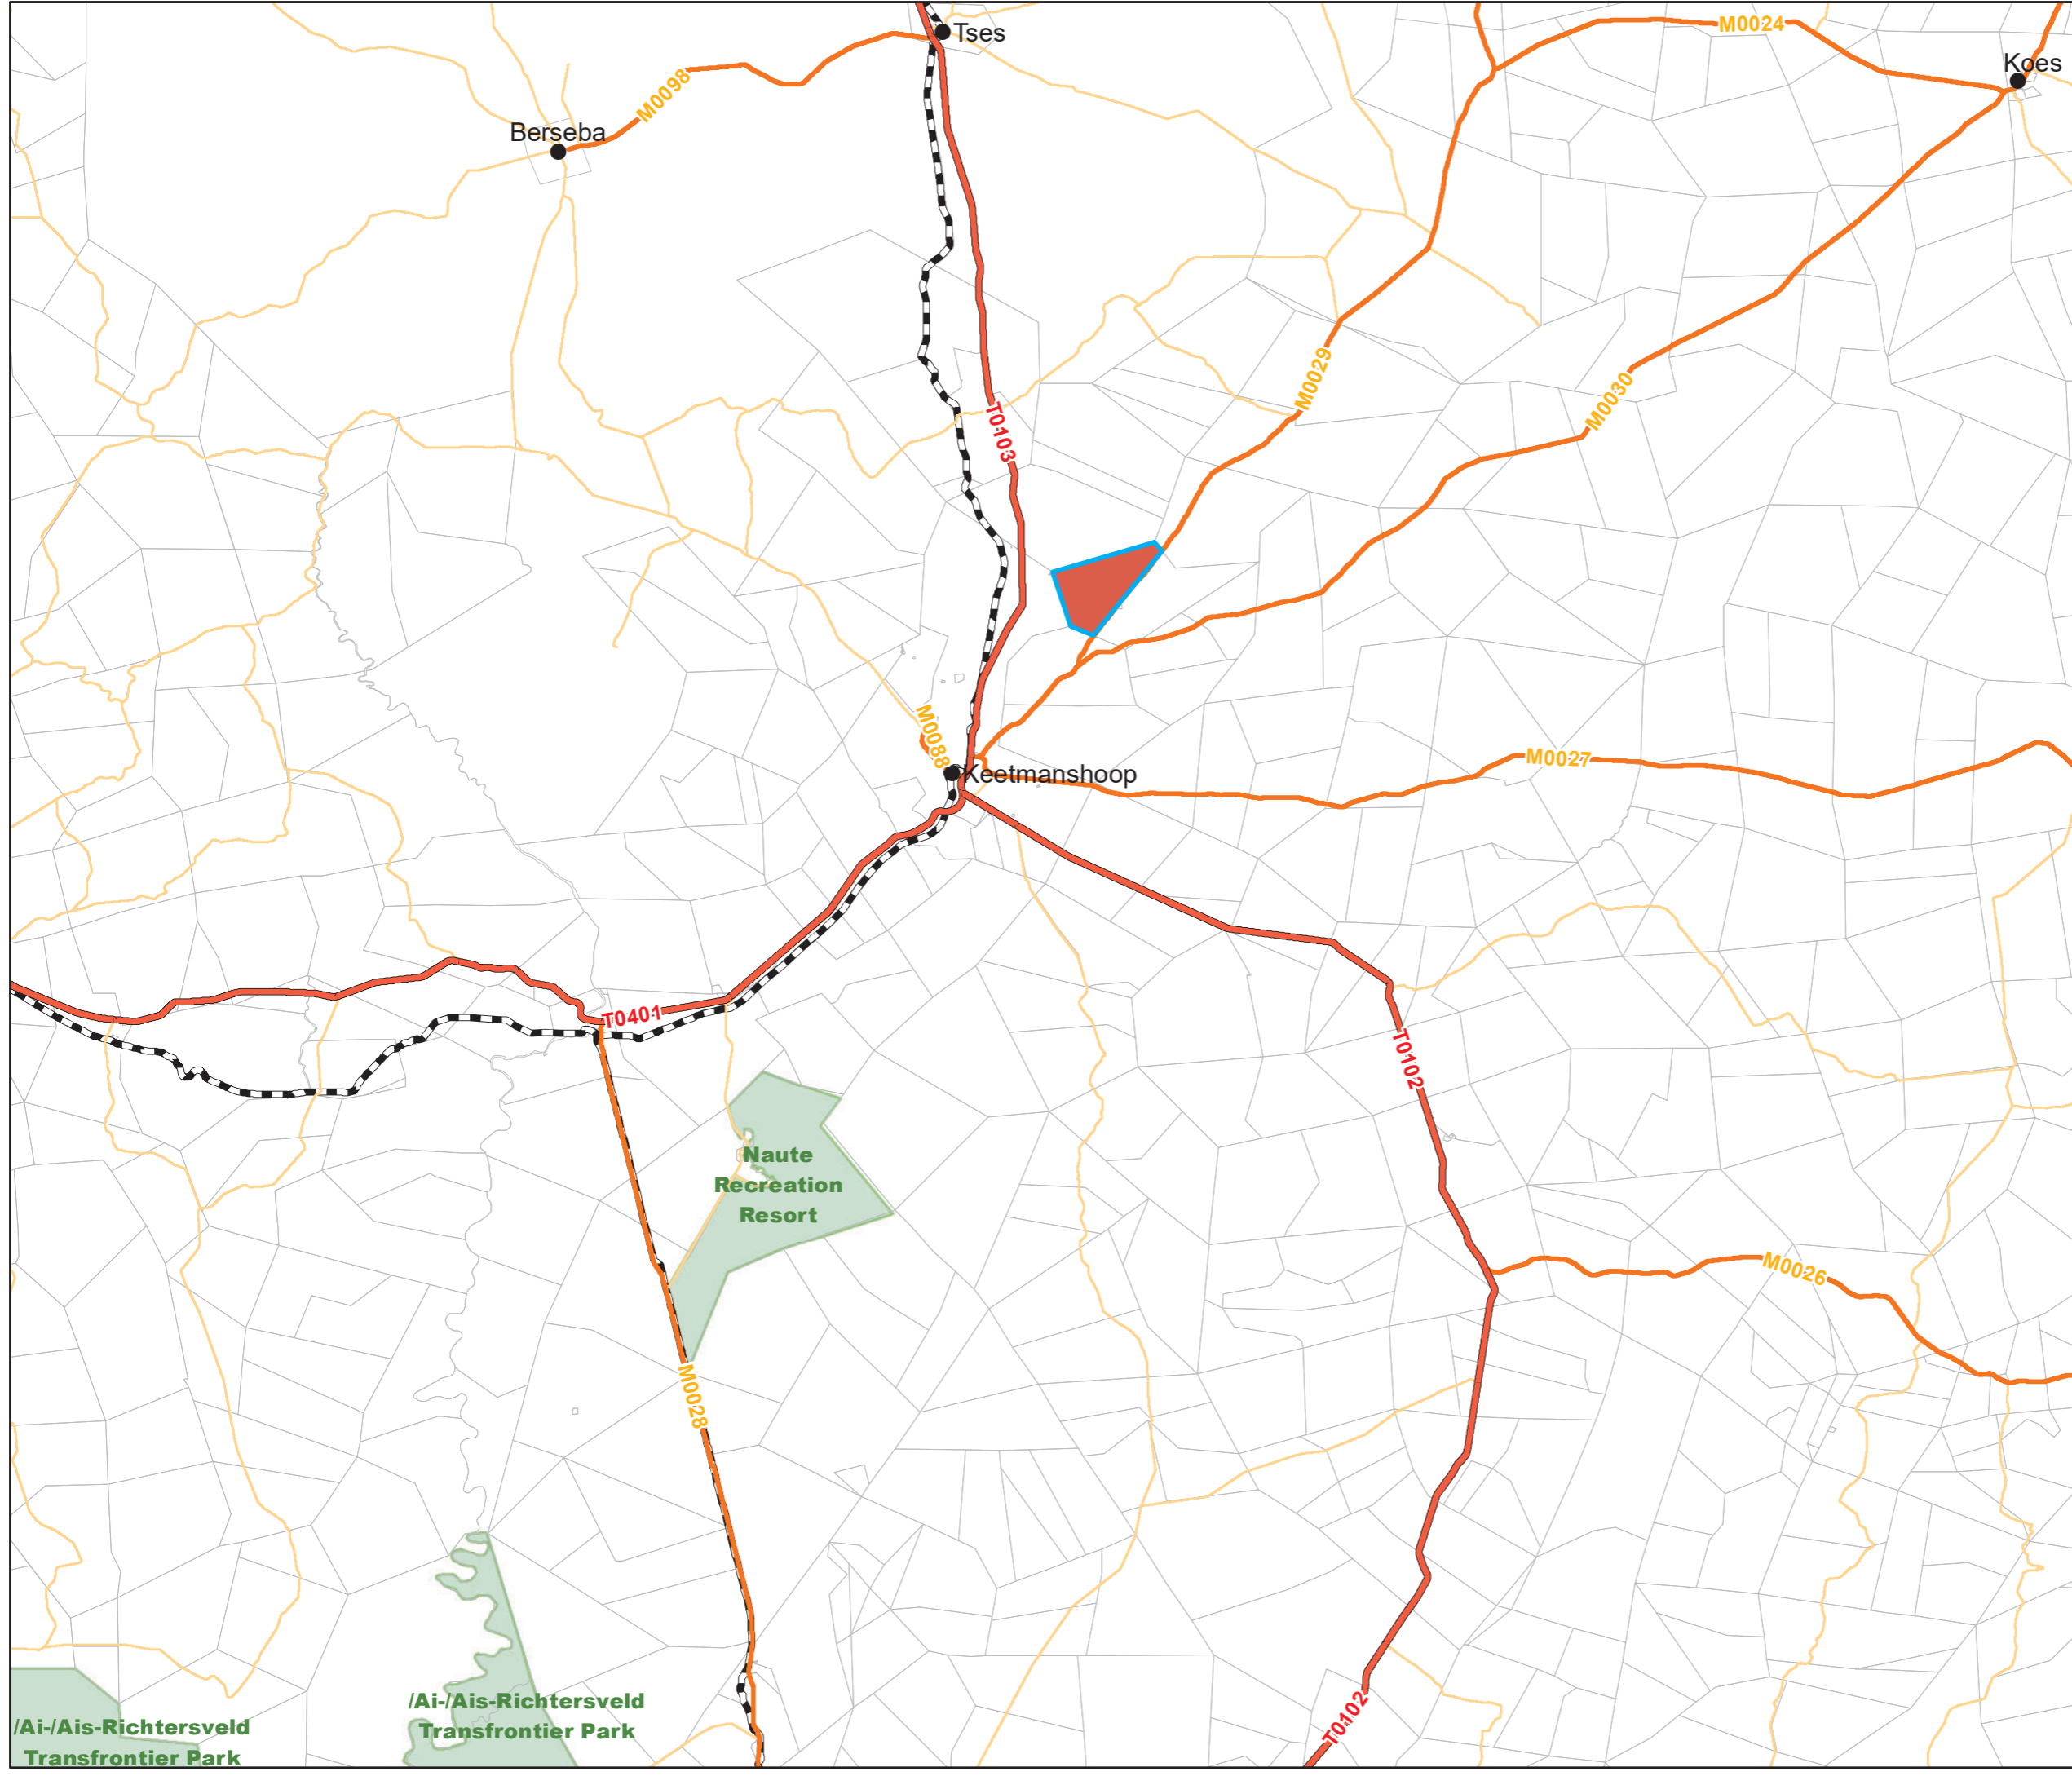 M0024
Tses
Koes
M0098
Berseba
M0029
M0030
T0103
M0088
M0027
Keetmanshoop
T0401
T0102
Naute
Recreation
Resort
M0026
M0028
/Ai-/Ais-Richtersveld
Transfrontier Park
T0102
/Ai-/Ais-Richtersveld
Transfrontier Park